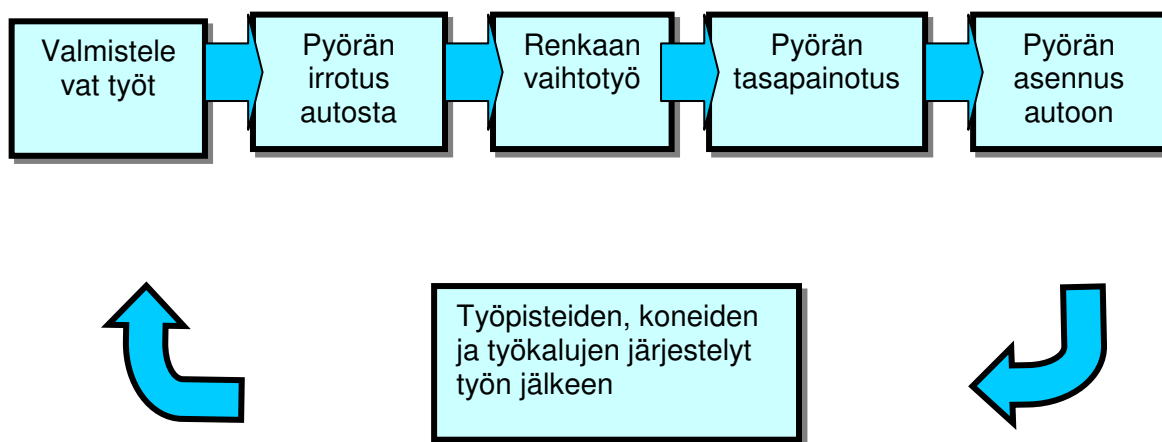 Valmistele
vat työt
Pyörän
irrotus
autosta
Renkaan
vaihtotyö
Pyörän
tasapainotus
Pyörän
asennus
autoon
Työpisteiden, koneiden
ja työkalujen järjestelyt
työn jälkeen